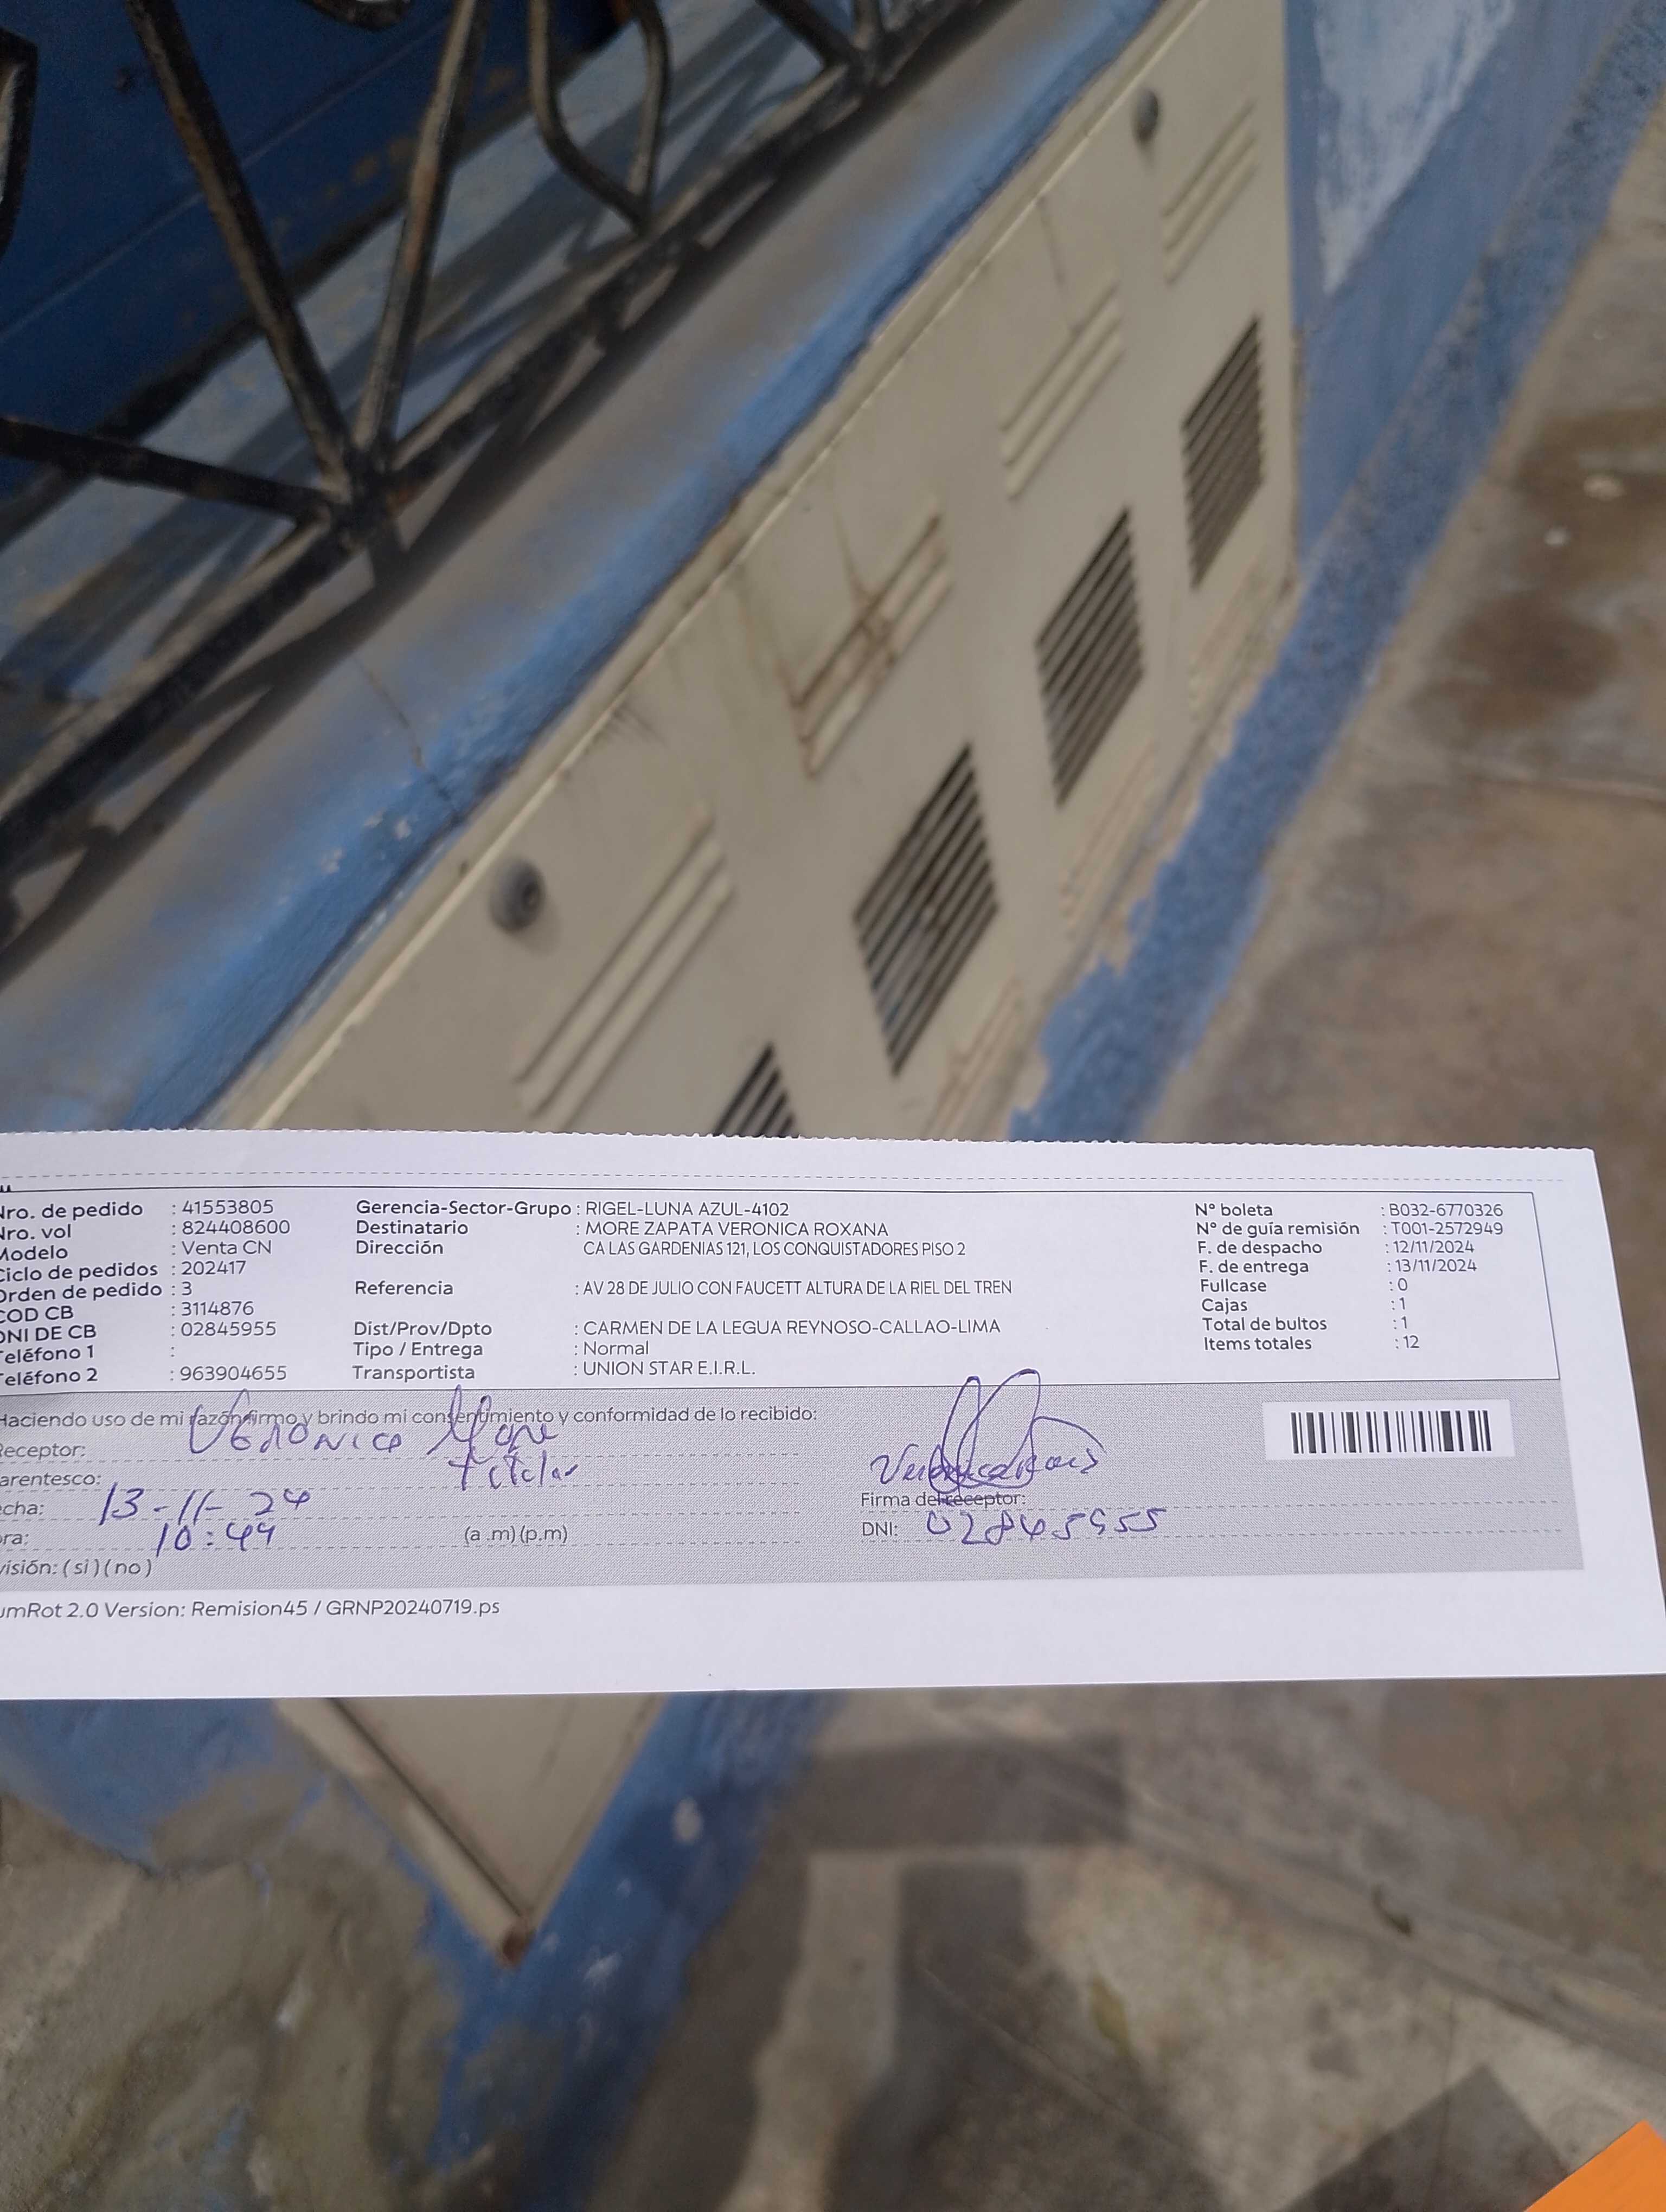 Nro. de pedido : 41553805 Gerencia-Sector-Grupo : RIGEL-LUNA AZUL-4102 N° boleta : B032-6770326
Nro. vol : 824408600 Destinatario : MORE ZAPATA VERONICA ROXANA N° de guía remisión : T001-2572949
Modelo : Venta CN Dirección CA LAS GARDENIAS 121, LOS CONQUISTADORES PISO 2 F. de despacho : 12/11/2024
Ciclo de pedidos : 202417 F. de entrega : 13/11/2024
Orden de pedido : 3 Referencia : AV 28 DE JULIO CON FAUCETT ALTURA DE LA RIEL DEL TREN Fullcase : 0
COD CB : 3114876 Cajas : 1
DNI DE CB : 02845955 Dist/Prov/Dpto : CARMEN DE LA LEGUA REYNOSO-CALLAO-LIMA Total de bultos : 1
Teléfono 1 : Tipo / Entrega : Normal Items totales : 12
Teléfono 2 : 963904655 Transportista : UNION STAR E.I.R.L.
Haciendo uso de mi razón firmo y brindo mi consentimiento y conformidad de lo recibido:
Receptor: Veronica More
arentesco: titular
echa: 13-11-24 Firma del receptor:
ora: 10:49 (a .m) (p.m) DNI: 02845955
visión: ( si ) ( no )
umRot 2.0 Version: Remision45 / GRNP20240719.ps